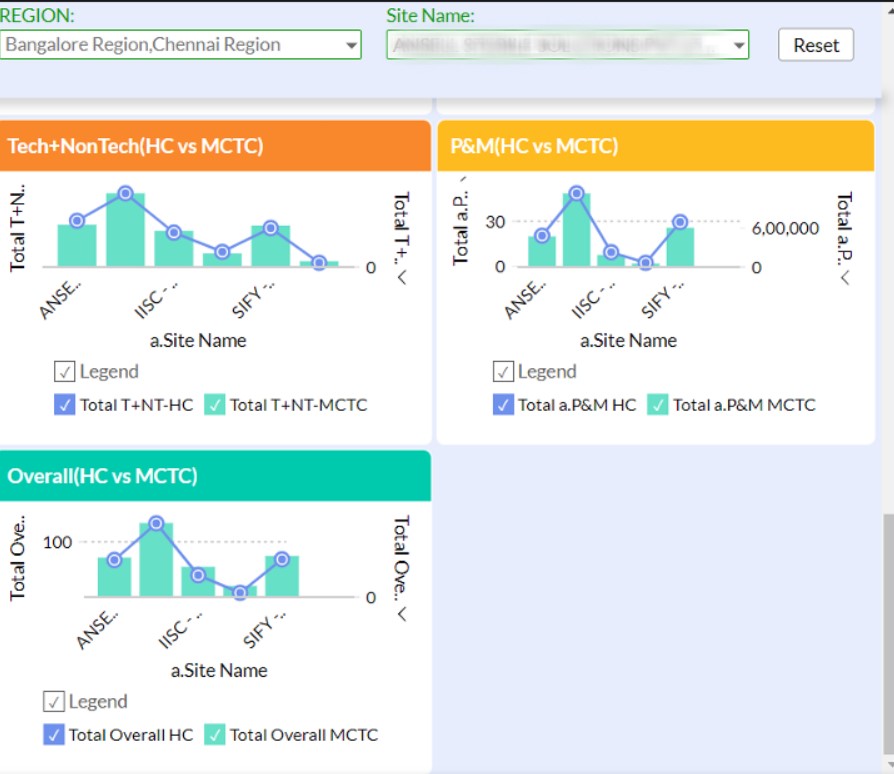 REGION:
Site Name:
Bangalore Region,Chennai Region
Reset
Tech+NonTech(HC vs MCTC)
Total T+N..
Total T+..
0
ANSE..
IISC - ..
SIFY -..
a.Site Name
Legend
Total T+NT-HC
Total T+NT-MCTC
P&M(HC vs MCTC)
Total a.P..
30
0
6,00,000
0
Total a.P..
ANSE..
IISC - ..
SIFY -..
a.Site Name
Legend
Total a.P&M HC
Total a.P&M MCTC
Overall(HC vs MCTC)
Total Ove..
100
0
Total Ove..
ANSE..
IISC - ..
SIFY -..
a.Site Name
Legend
Total Overall HC
Total Overall MCTC